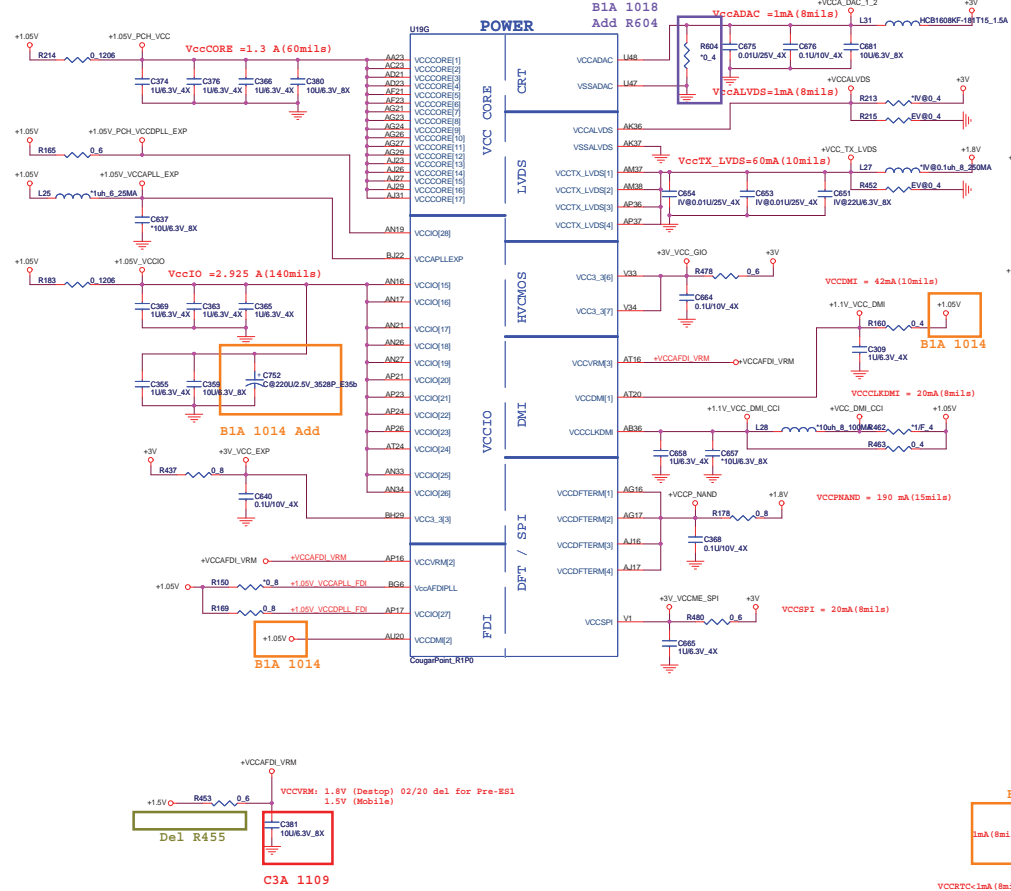 B1A 1018
Add R604
POWER
U19G
+1.05V
+1.05V_PCH_VCC
VccCORE =1.3 A(60mils)
R214
0_1206
C374
1U/6.3V_4X
C376
1U/6.3V_4X
C366
1U/6.3V_4X
C380
10U/6.3V_8X
AA23
AC23
AD21
AD23
AF21
AF23
AG21
AG23
AG24
AG26
AG27
AG29
AJ23
AJ26
AJ27
AJ29
AJ31
VCCCORE[1]
VCCCORE[2]
VCCCORE[3]
VCCCORE[4]
VCCCORE[5]
VCCCORE[6]
VCCCORE[7]
VCCCORE[8]
VCCCORE[9]
VCCCORE[10]
VCCCORE[11]
VCCCORE[12]
VCCCORE[13]
VCCCORE[14]
VCCCORE[15]
VCCCORE[16]
VCCCORE[17]
VCC CORE
CRT
LVDS
HVCMOS
DMI
VCCIO
DFT / SPI
FDI
+1.05V
+1.05V_PCH_VCCDPLL_EXP
R165
0_6
+1.05V
+1.05V_VCCAPLL_EXP
L25
*1uh_6_25MA
C637
*10U/6.3V_8X
AN19
VCCIO[28]
BJ22
VCCAPLLEXP
+1.05V
+1.05V_VCCIO
VccIO =2.925 A(140mils)
R183
0_1206
C369
1U/6.3V_4X
C363
1U/6.3V_4X
C365
1U/6.3V_4X
C355
1U/6.3V_4X
C359
10U/6.3V_8X
+
C752
C@220U/2.5V_3528P_E35b
B1A 1014 Add
AN16
VCCIO[15]
AN17
VCCIO[16]
AN21
VCCIO[17]
AN26
VCCIO[18]
AN27
VCCIO[19]
AP21
VCCIO[20]
AP23
VCCIO[21]
AP24
VCCIO[22]
AP26
VCCIO[23]
AT24
VCCIO[24]
AN33
VCCIO[25]
AN34
VCCIO[26]
BH29
VCC3_3[3]
+3V
+3V_VCC_EXP
R437
0_8
C640
0.1U/10V_4X
+VCCAFDI_VRM
+VCCAFDI_VRM
AP16
VCCVRM[2]
+1.05V
R150
*0_8
+1.05V_VCCAPLL_FDI
BG6
VccAFDIPLL
R169
0_8
+1.05V_VCCDPLL_FDI
AP17
VCCIO[27]
+1.05V
AU20
VCCDMI[2]
B1A 1014
CougarPoint_R1P0
VCCADAC
U48
VSSADAC
U47
R604
*0_4
VccADAC =1mA(8mils)
+VCCA_DAC_1_2
L31
HCB1608KF-181T15_1.5A
+3V
C675
0.01U/25V_4X
C676
0.1U/10V_4X
C681
10U/6.3V_8X
+VCCALVDS
+3V
VccALVDS=1mA(8mils)
R213
*IV@0_4
R215
EV@0_4
VCCALVDS
AK36
VSSALVDS
AK37
VccTX_LVDS=60mA(10mils)
+VCC_TX_LVDS
+1.8V
L27
*IV@0.1uh_8_250MA
R452
EV@0_4
VCCTX_LVDS[1]
AM37
VCCTX_LVDS[2]
AM38
VCCTX_LVDS[3]
AP36
VCCTX_LVDS[4]
AP37
C654
IV@0.01U/25V_4X
C653
IV@0.01U/25V_4X
C651
IV@22U/6.3V_8X
+3V_VCC_GIO
+3V
VCC3_3[6]
V33
R478
0_6
C664
0.1U/10V_4X
VCC3_3[7]
V34
VCCDMI = 42mA(10mils)
+1.1V_VCC_DMI
+1.05V
R160
0_4
B1A 1014
C309
1U/6.3V_4X
VCCVRM[3]
AT16
+VCCAFDI_VRM
+VCCAFDI_VRM
VCCDMI[1]
AT20
VCCCLKDMI = 20mA(8mils)
+1.1V_VCC_DMI_CCI
+VCC_DMI_CCI
+1.05V
VCCCLKDMI
AB36
L28
*10uh_8_100MA
R462
*1/F_4
R463
0_4
C658
1U/6.3V_4X
C657
*10U/6.3V_8X
VCCDFTERM[1]
AG16
VCCDFTERM[2]
AG17
VCCDFTERM[3]
AJ16
VCCDFTERM[4]
AJ17
+VCCP_NAND
+1.8V
VCCPNAND = 190 mA(15mils)
R178
0_8
C368
0.1U/10V_4X
+3V_VCCME_SPI
+3V
VCCSPI
V1
R480
0_6
VCCSPI = 20mA(8mils)
C665
1U/6.3V_4X
+VCCAFDI_VRM
+1.5V
R453
0_6
VCCVRM: 1.8V (Destop) 02/20 del for Pre-ES1
1.5V (Mobile)
Del R455
C381
10U/6.3V_8X
C3A 1109
1mA(8mi
VCCRTC<1mA(8mi